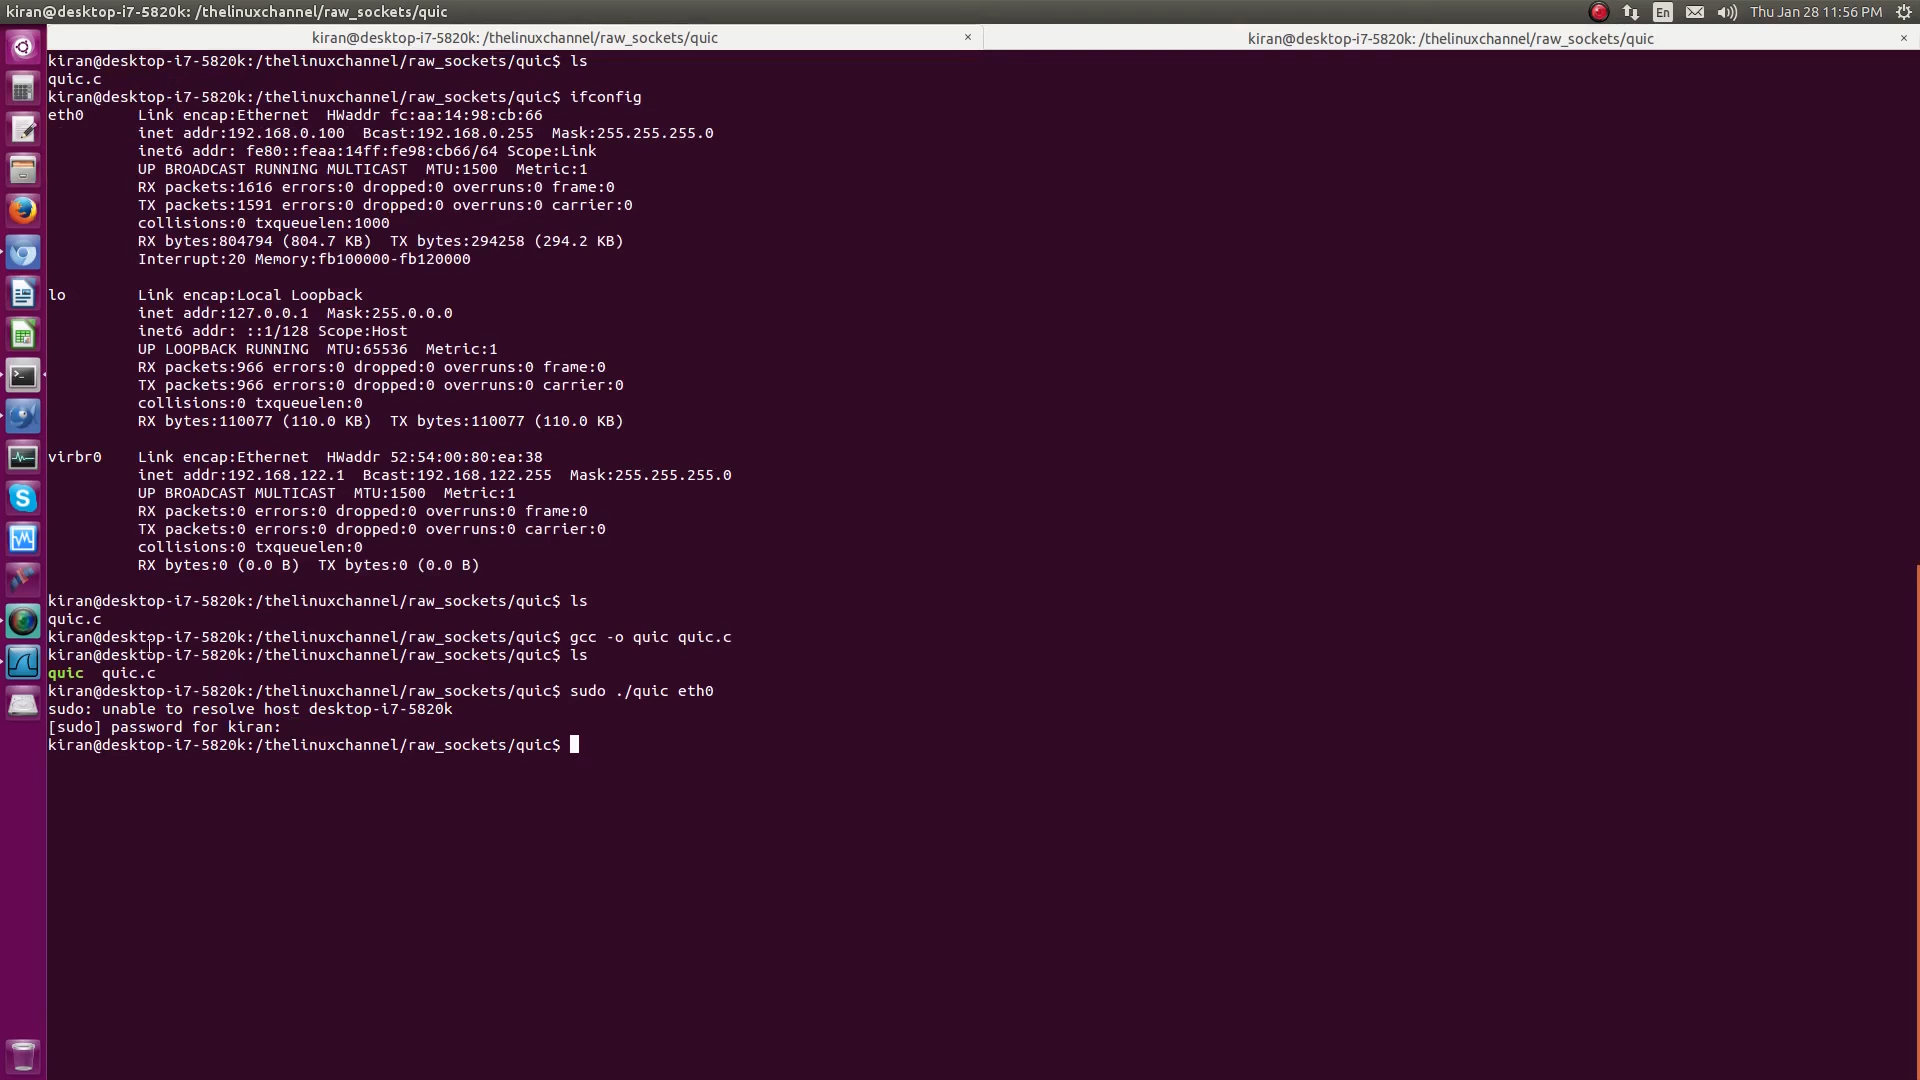 kiran@desktop-i7-5820k: /thelinuxchannel/raw_sockets/quic
En
Thu Jan 28 11:56 PM
kiran@desktop-i7-5820k: /thelinuxchannel/raw_sockets/quic ×
kiran@desktop-i7-5820k: /thelinuxchannel/raw_sockets/quic ×
kiran@desktop-i7-5820k:/thelinuxchannel/raw_sockets/quic$ ls
quic.c
kiran@desktop-i7-5820k:/thelinuxchannel/raw_sockets/quic$ ifconfig
eth0      Link encap:Ethernet  HWaddr fc:aa:14:98:cb:66
          inet addr:192.168.0.100  Bcast:192.168.0.255  Mask:255.255.255.0
          inet6 addr: fe80::feaa:14ff:fe98:cb66/64 Scope:Link
          UP BROADCAST RUNNING MULTICAST  MTU:1500  Metric:1
          RX packets:1616 errors:0 dropped:0 overruns:0 frame:0
          TX packets:1591 errors:0 dropped:0 overruns:0 carrier:0
          collisions:0 txqueuelen:1000
          RX bytes:804794 (804.7 KB)  TX bytes:294258 (294.2 KB)
          Interrupt:20 Memory:fb100000-fb120000
lo        Link encap:Local Loopback
          inet addr:127.0.0.1  Mask:255.0.0.0
          inet6 addr: ::1/128 Scope:Host
          UP LOOPBACK RUNNING  MTU:65536  Metric:1
          RX packets:966 errors:0 dropped:0 overruns:0 frame:0
          TX packets:966 errors:0 dropped:0 overruns:0 carrier:0
          collisions:0 txqueuelen:0
          RX bytes:110077 (110.0 KB)  TX bytes:110077 (110.0 KB)
virbr0    Link encap:Ethernet  HWaddr 52:54:00:80:ea:38
          inet addr:192.168.122.1  Bcast:192.168.122.255  Mask:255.255.255.0
          UP BROADCAST MULTICAST  MTU:1500  Metric:1
          RX packets:0 errors:0 dropped:0 overruns:0 frame:0
          TX packets:0 errors:0 dropped:0 overruns:0 carrier:0
          collisions:0 txqueuelen:0
          RX bytes:0 (0.0 B)  TX bytes:0 (0.0 B)
kiran@desktop-i7-5820k:/thelinuxchannel/raw_sockets/quic$ ls
quic.c
kiran@desktop-i7-5820k:/thelinuxchannel/raw_sockets/quic$ gcc -o quic quic.c
kiran@desktop-i7-5820k:/thelinuxchannel/raw_sockets/quic$ ls
quic  quic.c
kiran@desktop-i7-5820k:/thelinuxchannel/raw_sockets/quic$ sudo ./quic eth0
sudo: unable to resolve host desktop-i7-5820k
[sudo] password for kiran:
kiran@desktop-i7-5820k:/thelinuxchannel/raw_sockets/quic$